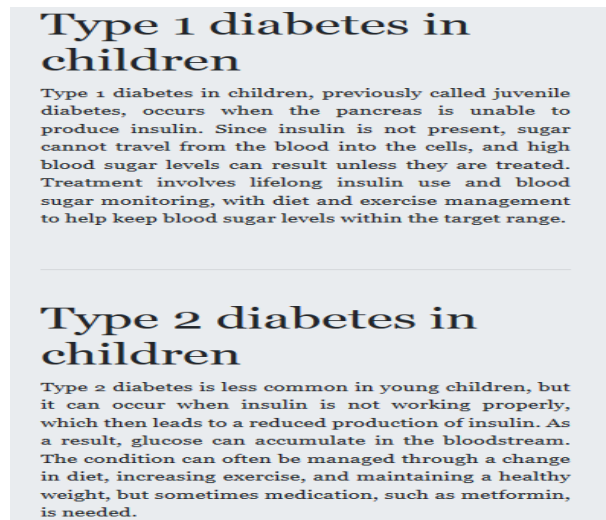 Type 1 diabetes in
children
Type 1 diabetes in children, previously called juvenile
diabetes, occurs when the pancreas is unable to
produce insulin. Since insulin is not present, sugar
cannot travel from the blood into the cells, and high
blood sugar levels can result unless they are treated.
Treatment involves lifelong insulin use and blood
sugar monitoring, with diet and exercise management
to help keep blood sugar levels within the target range.
Type 2 diabetes in
children
Type 2 diabetes is less common in young children, but
it can occur when insulin is not working properly,
which then leads to a reduced production of insulin. As
a result, glucose can accumulate in the bloodstream.
The condition can often be managed through a change
in diet, increasing exercise, and maintaining a healthy
weight, but sometimes medication, such as metformin,
is needed.